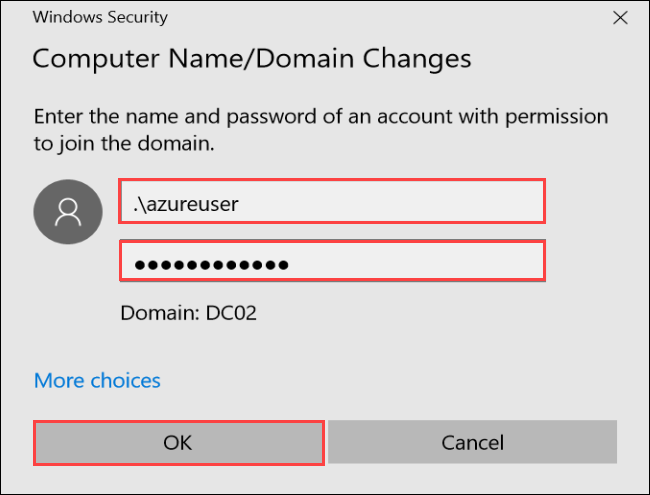 Windows Security
Computer Name/Domain Changes
Enter the name and password of an account with permission
to join the domain.
.\azureuser
●●●●●●●●●●●●
Domain: DC02
More choices
OK
Cancel